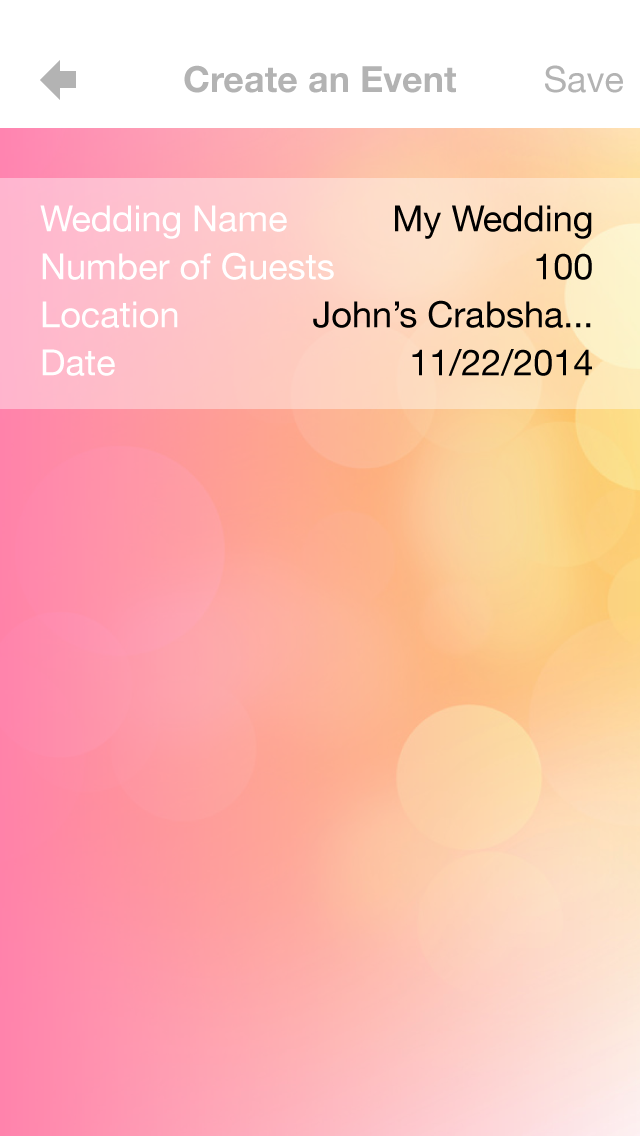 Create an Event Save
Wedding Name My Wedding
Number of Guests 100
Location John’s Crabsha...
Date 11/22/2014